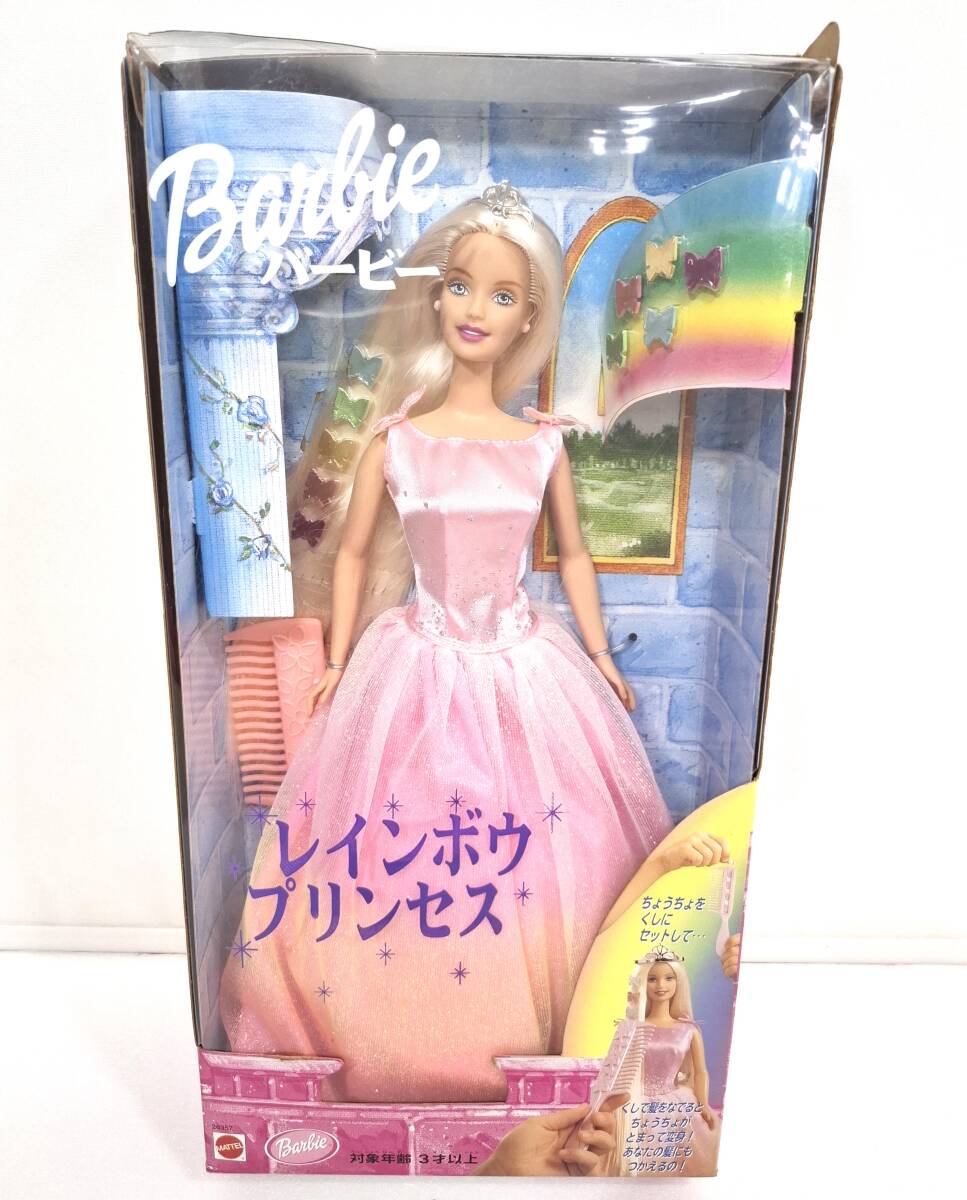 Barbie
バービー
レインボウ
プリンセス
ちょうちょを
くしに
セットして…
くしで髪をなでると
ちょうちょが
とまって変身!
あなたの髪にも
つかえるの!
26357
MATTEL
Barbie
対象年齢 3才以上